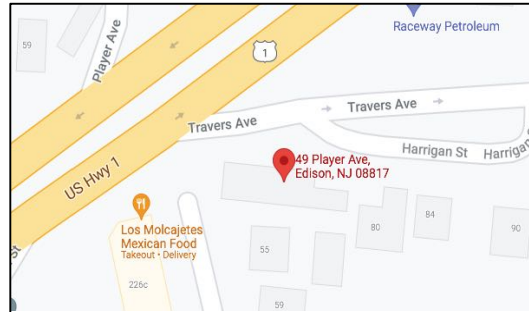 59
Player Ave
Raceway Petroleum
1
Travers Ave
Travers Ave
US Hwy 1
Harrigan St
Harrigan
49 Player Ave,
Edison, NJ 08817
Los Molcajetes
Mexican Food
Takeout • Delivery
80
84
90
55
226c
59
st